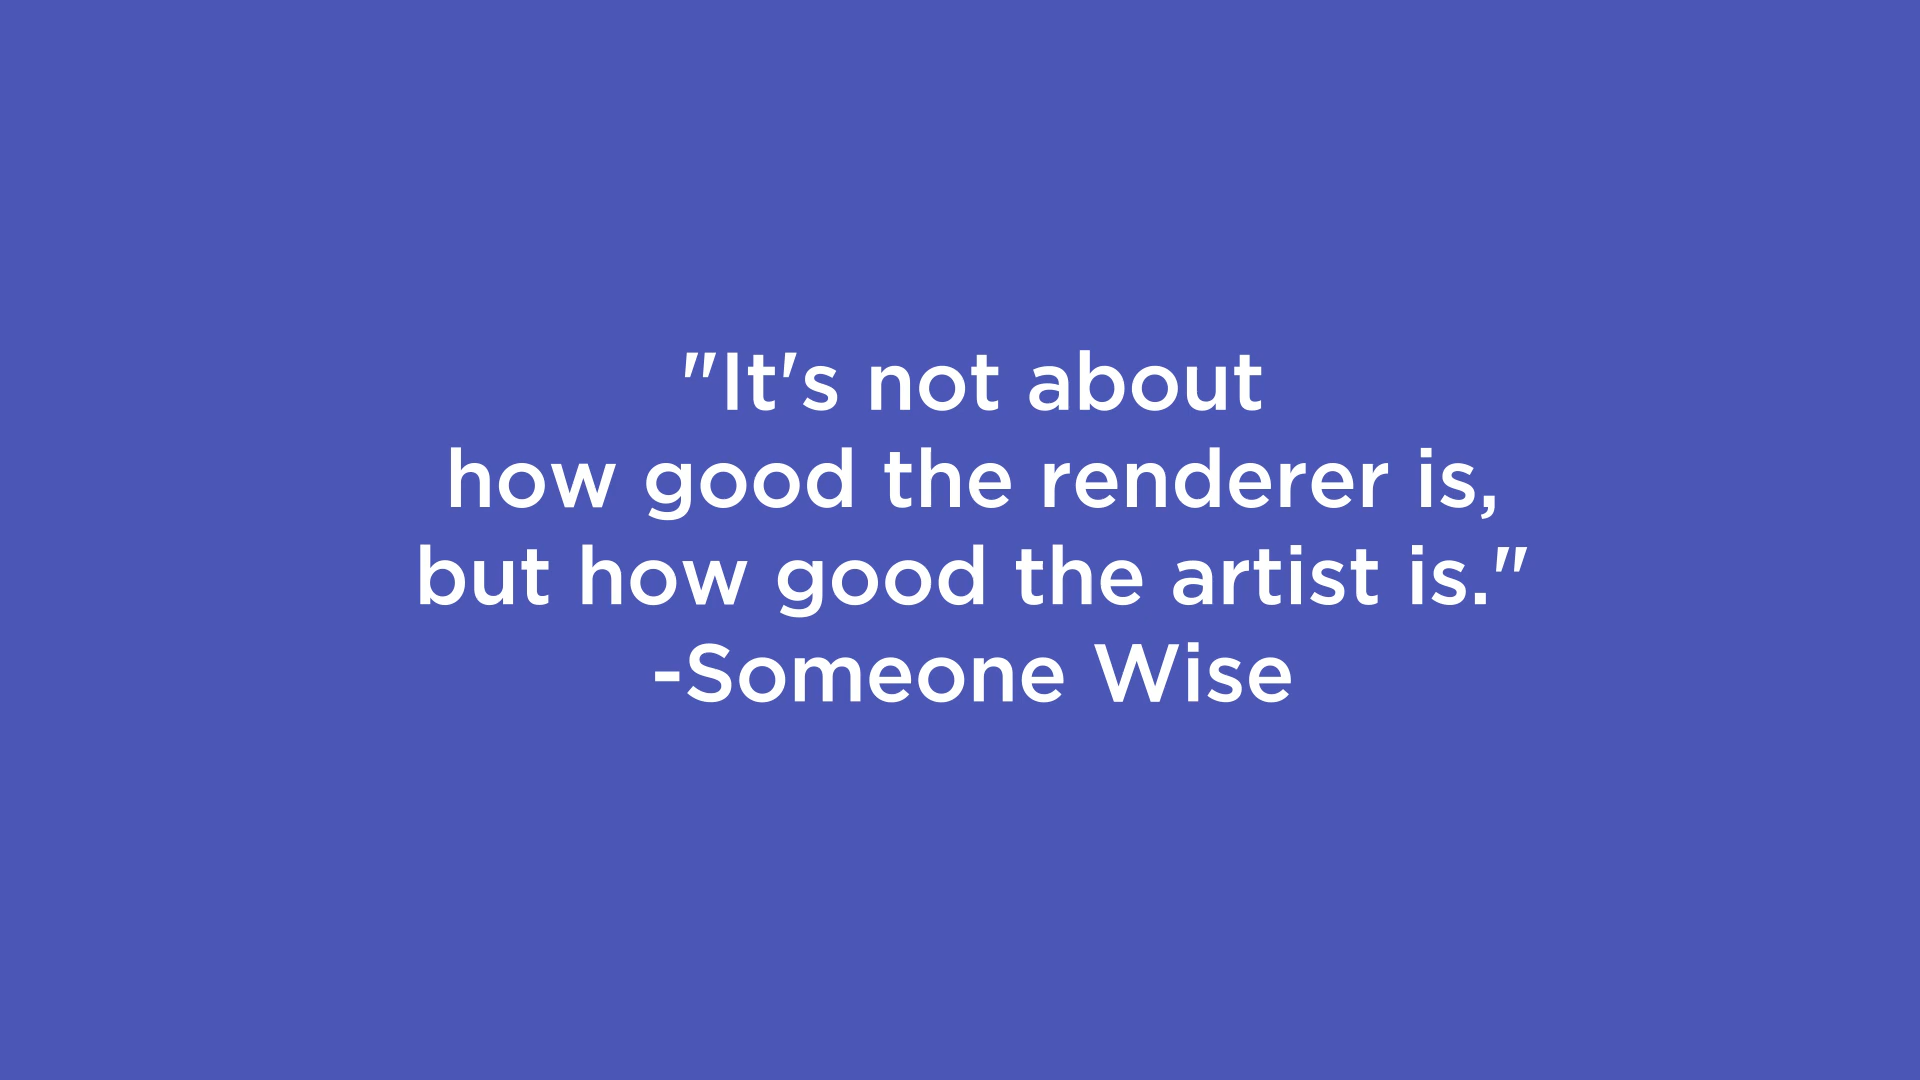 "It's not about
how good the renderer is,
but how good the artist is."
-Someone Wise